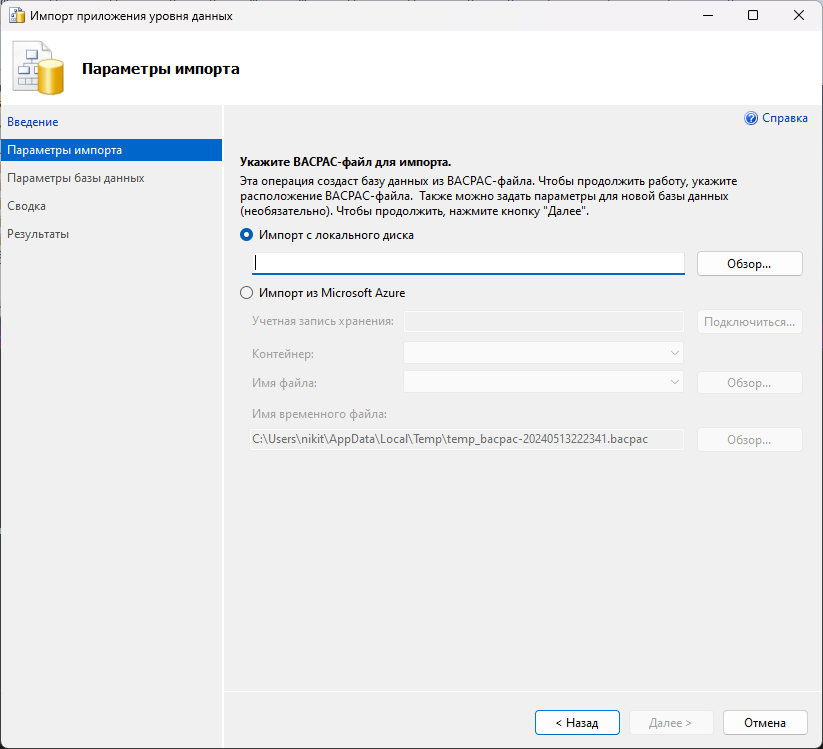 Импорт приложения уровня данных
Параметры импорта
Введение
Параметры импорта
Параметры базы данных
Сводка
Результаты
Справка
Укажите BACPAC-файл для импорта.
Эта операция создаст базу данных из BACPAC-файла. Чтобы продолжить работу, укажите
расположение BACPAC-файла. Также можно задать параметры для новой базы данных
(необязательно). Чтобы продолжить, нажмите кнопку "Далее".
Импорт с локального диска
Обзор...
Импорт из Microsoft Azure
Учетная запись хранения:
Подключиться...
Контейнер:
Имя файла:
Обзор...
Имя временного файла:
C:\Users\nikit\AppData\Local\Temp\temp_bacpac-20240513222341.bacpac
Обзор...
< Назад
Далее >
Отмена